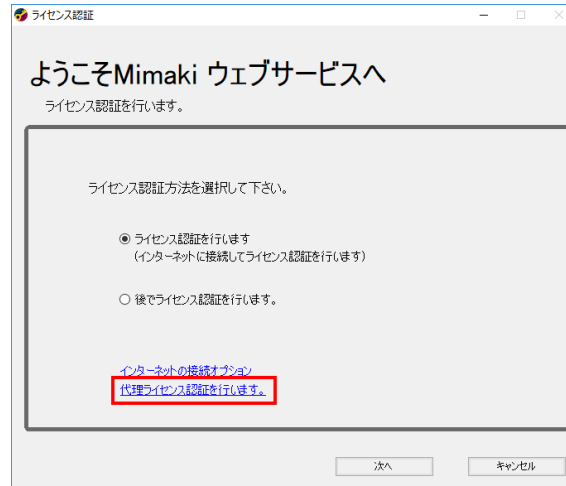 ライセンス認証
ようこそMimaki ウェブサービスへ
ライセンス認証を行います。
ライセンス認証方法を選択して下さい。
ライセンス認証を行います
(インターネットに接続してライセンス認証を行います)
後でライセンス認証を行います。
インターネットの接続オプション
代理ライセンス認証を行います。
次へ
キャンセル